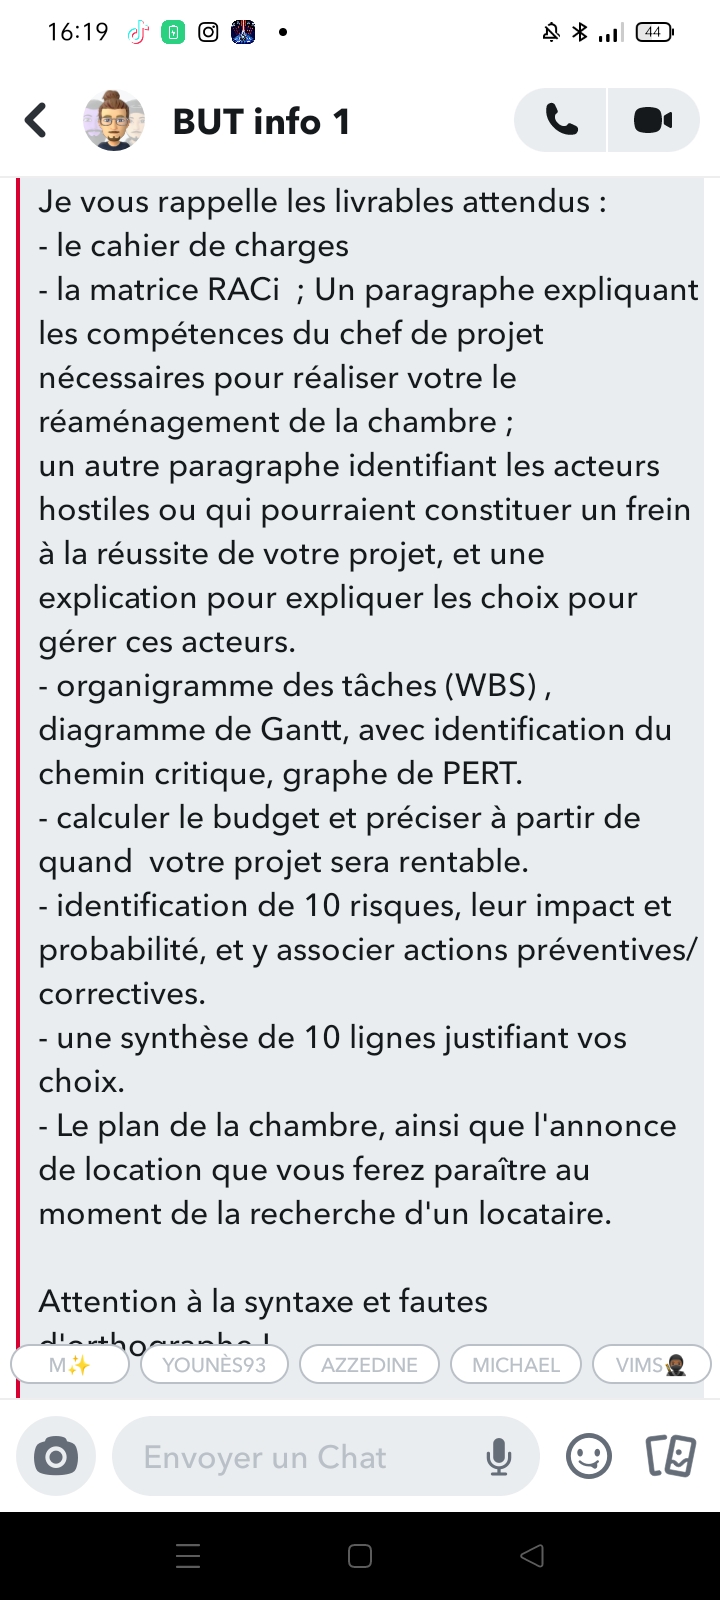 16:19
44
BUT info 1
Je vous rappelle les livrables attendus :
- le cahier de charges
- la matrice RACi  ; Un paragraphe expliquant
les compétences du chef de projet
nécessaires pour réaliser votre le
réaménagement de la chambre ;
un autre paragraphe identifiant les acteurs
hostiles ou qui pourraient constituer un frein
à la réussite de votre projet, et une
explication pour expliquer les choix pour
gérer ces acteurs.
- organigramme des tâches (WBS) ,
diagramme de Gantt, avec identification du
chemin critique, graphe de PERT.
- calculer le budget et préciser à partir de
quand  votre projet sera rentable.
- identification de 10 risques, leur impact et
probabilité, et y associer actions préventives/
correctives.
- une synthèse de 10 lignes justifiant vos
choix.
- Le plan de la chambre, ainsi que l'annonce
de location que vous ferez paraître au
moment de la recherche d'un locataire.
Attention à la syntaxe et fautes
d'orthographe !
M✨ YOUNÈS93 AZZEDINE MICHAEL VIMS🥷🏿
Envoyer un Chat